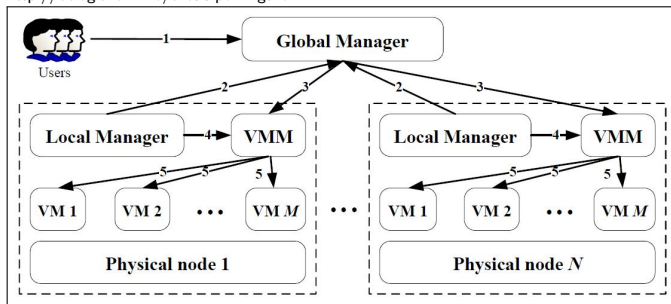 1
Global Manager
Users
2 3 2 3
Local Manager 4 VMM Local Manager 4 VMM
5 5 5 5 5 5
VM 1 VM 2 ••• VM M ••• VM 1 VM 2 ••• VM M
Physical node 1 Physical node N